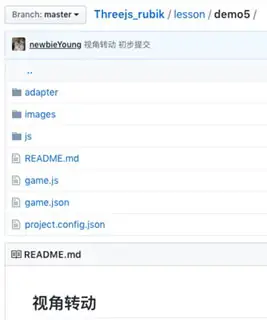 Branch: master Threejs_rubik / lesson / demo5 /
newbieYoung 视角转动 初步提交
..
adapter
images
js
README.md
game.js
game.json
project.config.json
README.md
视角转动